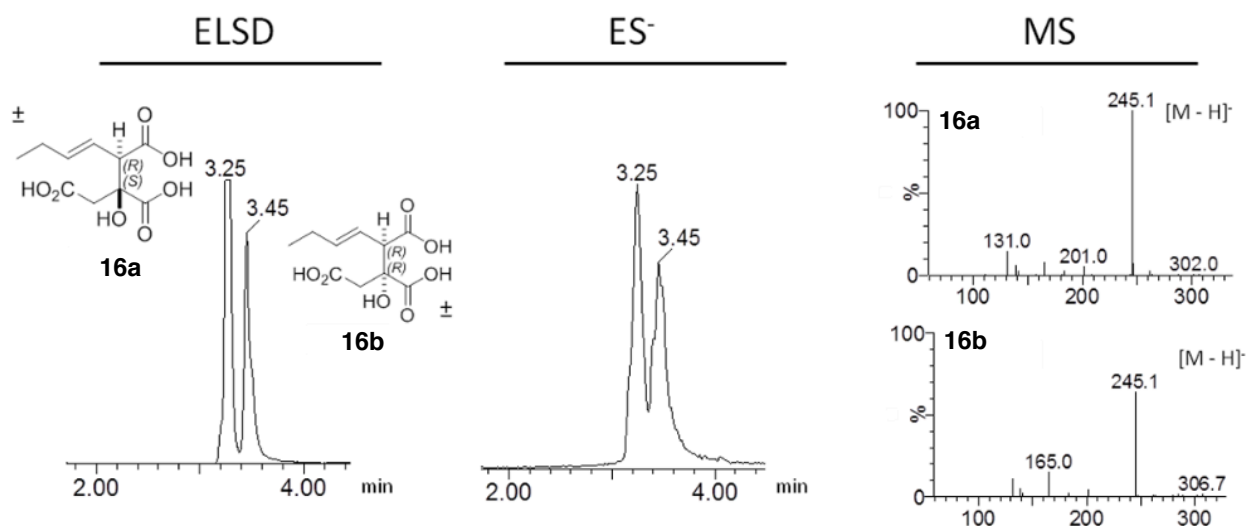 ELSD
ES-
MS
±
H
O
OH
(R)
(S)
HO2C
OH
HO
O
16a
3.25
3.45
H
O
OH
(R)
(R)
HO2C
OH
HO
O
±
16b
2.00
4.00
min
3.25
3.45
2.00
4.00
min
100
16a
245.1
[M - H]-
%
131.0
201.0
302.0
0
100
200
300
100
16b
[M - H]-
245.1
%
165.0
306.7
0
100
200
300